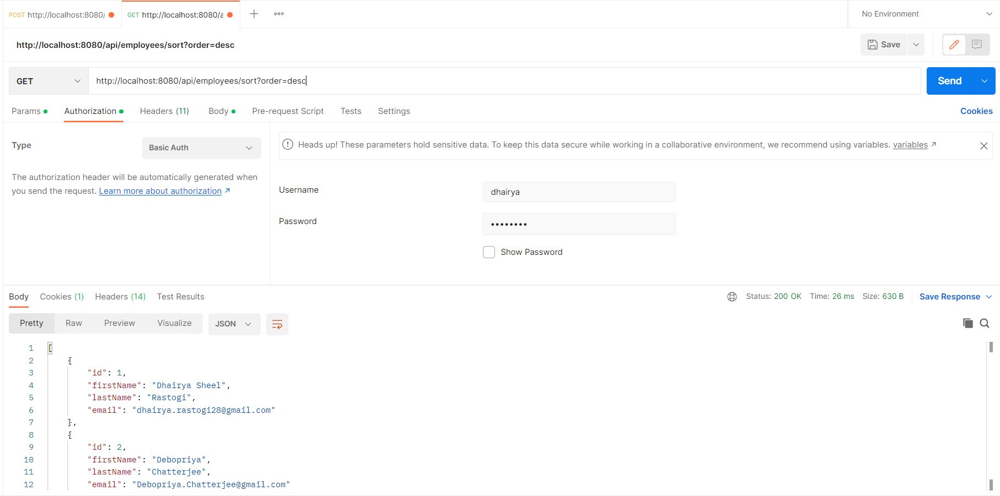 POST http://localhost:8080/ GET http://localhost:8080/a No Environment
http://localhost:8080/api/employees/sort?order=desc Save
GET http://localhost:8080/api/employees/sort?order=desc Send
Params Authorization Headers (11) Body Pre-request Script Tests Settings Cookies
Type Basic Auth
The authorization header will be automatically generated when
you send the request. Learn more about authorization ↗
Heads up! These parameters hold sensitive data. To keep this data secure while working in a collaborative environment, we recommend using variables. variables ↗
Username dhairya
Password ••••••••
Show Password
Body Cookies (1) Headers (14) Test Results Status: 200 OK Time: 26 ms Size: 630 B Save Response
Pretty Raw Preview Visualize JSON
1 [
2 {
3 "id": 1,
4 "firstName": "Dhairya Sheel",
5 "lastName": "Rastogi",
6 "email": "dhairya.rastogi28@gmail.com"
7 },
8 {
9 "id": 2,
10 "firstName": "Debopriya",
11 "lastName": "Chatterjee",
12 "email": "Debopriya.Chatterjee@gmail.com"